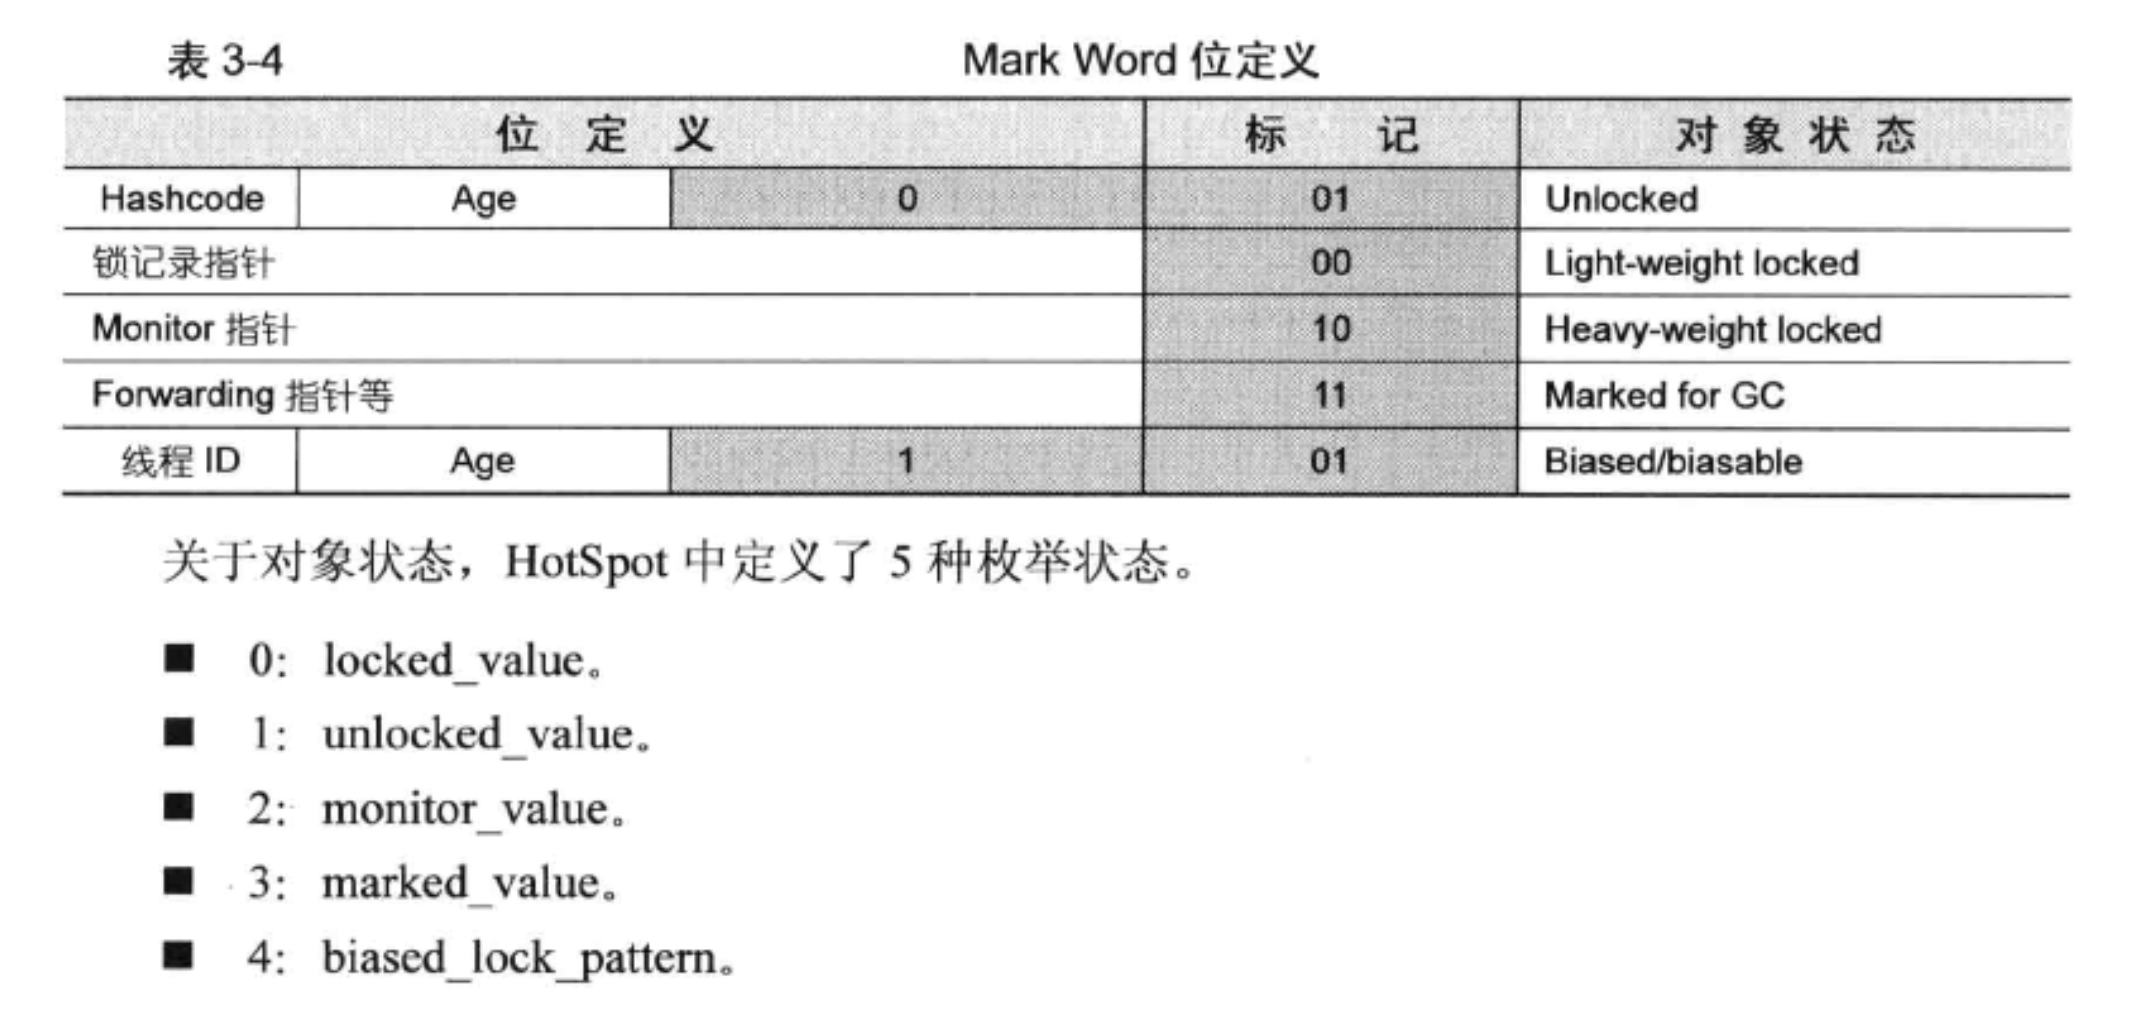 表 3-4 Mark Word 位定义
位 定 义 标 记 对 象 状 态
Hashcode Age 0 01 Unlocked
锁记录指针 00 Light-weight locked
Monitor 指针 10 Heavy-weight locked
Forwarding 指针等 11 Marked for GC
线程 ID Age 1 01 Biased/biasable
关于对象状态，HotSpot 中定义了 5 种枚举状态。
■ 0: locked_value。
■ 1: unlocked_value。
■ 2: monitor_value。
■ 3: marked_value。
■ 4: biased_lock_pattern。